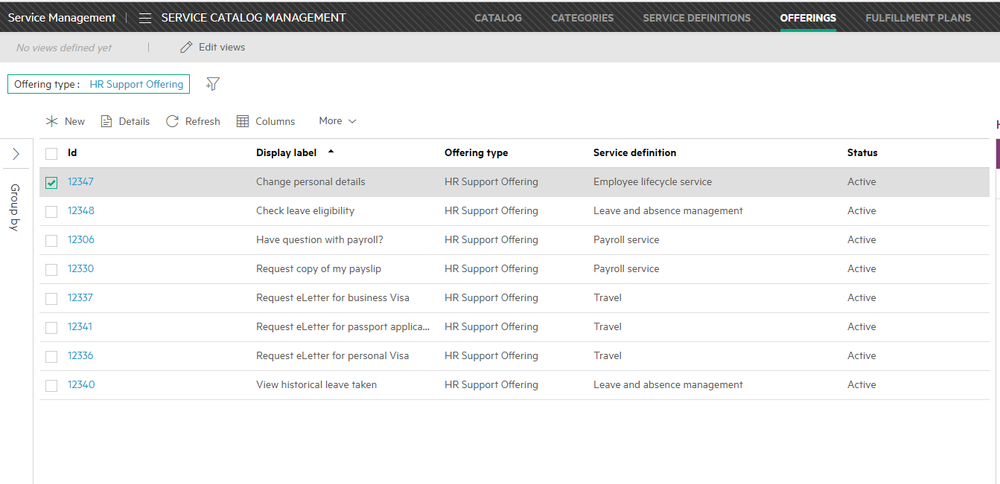 Service Management SERVICE CATALOG MANAGEMENT CATALOG CATEGORIES SERVICE DEFINITIONS OFFERINGS FULFILLMENT PLANS
No views defined yet Edit views
Offering type : HR Support Offering
New Details Refresh Columns More
Id Display label Offering type Service definition Status
12347 Change personal details HR Support Offering Employee lifecycle service Active
12348 Check leave eligibility HR Support Offering Leave and absence management Active
12306 Have question with payroll? HR Support Offering Payroll service Active
12330 Request copy of my payslip HR Support Offering Payroll service Active
12337 Request eLetter for business Visa HR Support Offering Travel Active
12341 Request eLetter for passport applica... HR Support Offering Travel Active
12336 Request eLetter for personal Visa HR Support Offering Travel Active
12340 View historical leave taken HR Support Offering Leave and absence management Active
Group by